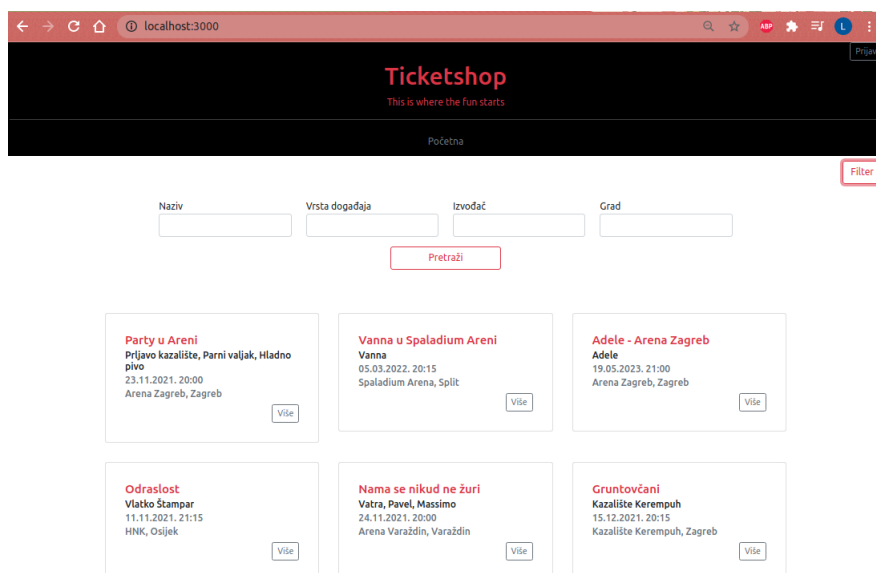 localhost:3000
ABP
L
Ticketshop
This is where the fun starts
Početna
Filter
Naziv
Vrsta događaja
Izvođač
Grad
Pretraži
Party u Areni
Prljavo kazalište, Parni valjak, Hladno
pivo
23.11.2021. 20:00
Arena Zagreb, Zagreb
Više
Vanna u Spaladium Areni
Vanna
05.03.2022. 20:15
Spaladium Arena, Split
Više
Adele - Arena Zagreb
Adele
19.05.2023. 21:00
Arena Zagreb, Zagreb
Više
Odraslost
Vlatko Štampar
11.11.2021. 21:15
HNK, Osijek
Više
Nama se nikud ne žuri
Vatra, Pavel, Massimo
24.11.2021. 20:00
Arena Varaždin, Varaždin
Više
Gruntovčani
Kazalište Kerempuh
15.12.2021. 20:15
Kazalište Kerempuh, Zagreb
Više